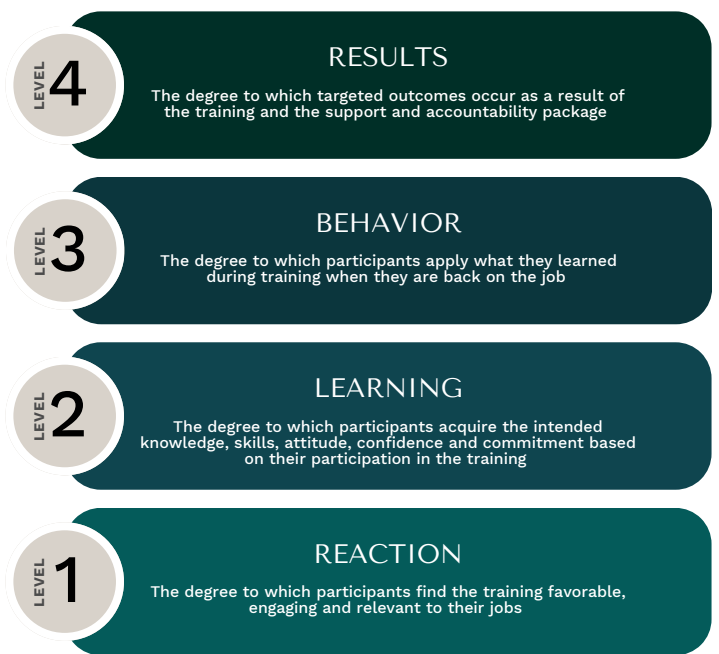 LEVEL
4
RESULTS
The degree to which targeted outcomes occur as a result of
the training and the support and accountability package
LEVEL
3
BEHAVIOR
The degree to which participants apply what they learned
during training when they are back on the job
LEVEL
2
LEARNING
The degree to which participants acquire the intended
knowledge, skills, attitude, confidence and commitment based
on their participation in the training
LEVEL
1
REACTION
The degree to which participants find the training favorable,
engaging and relevant to their jobs